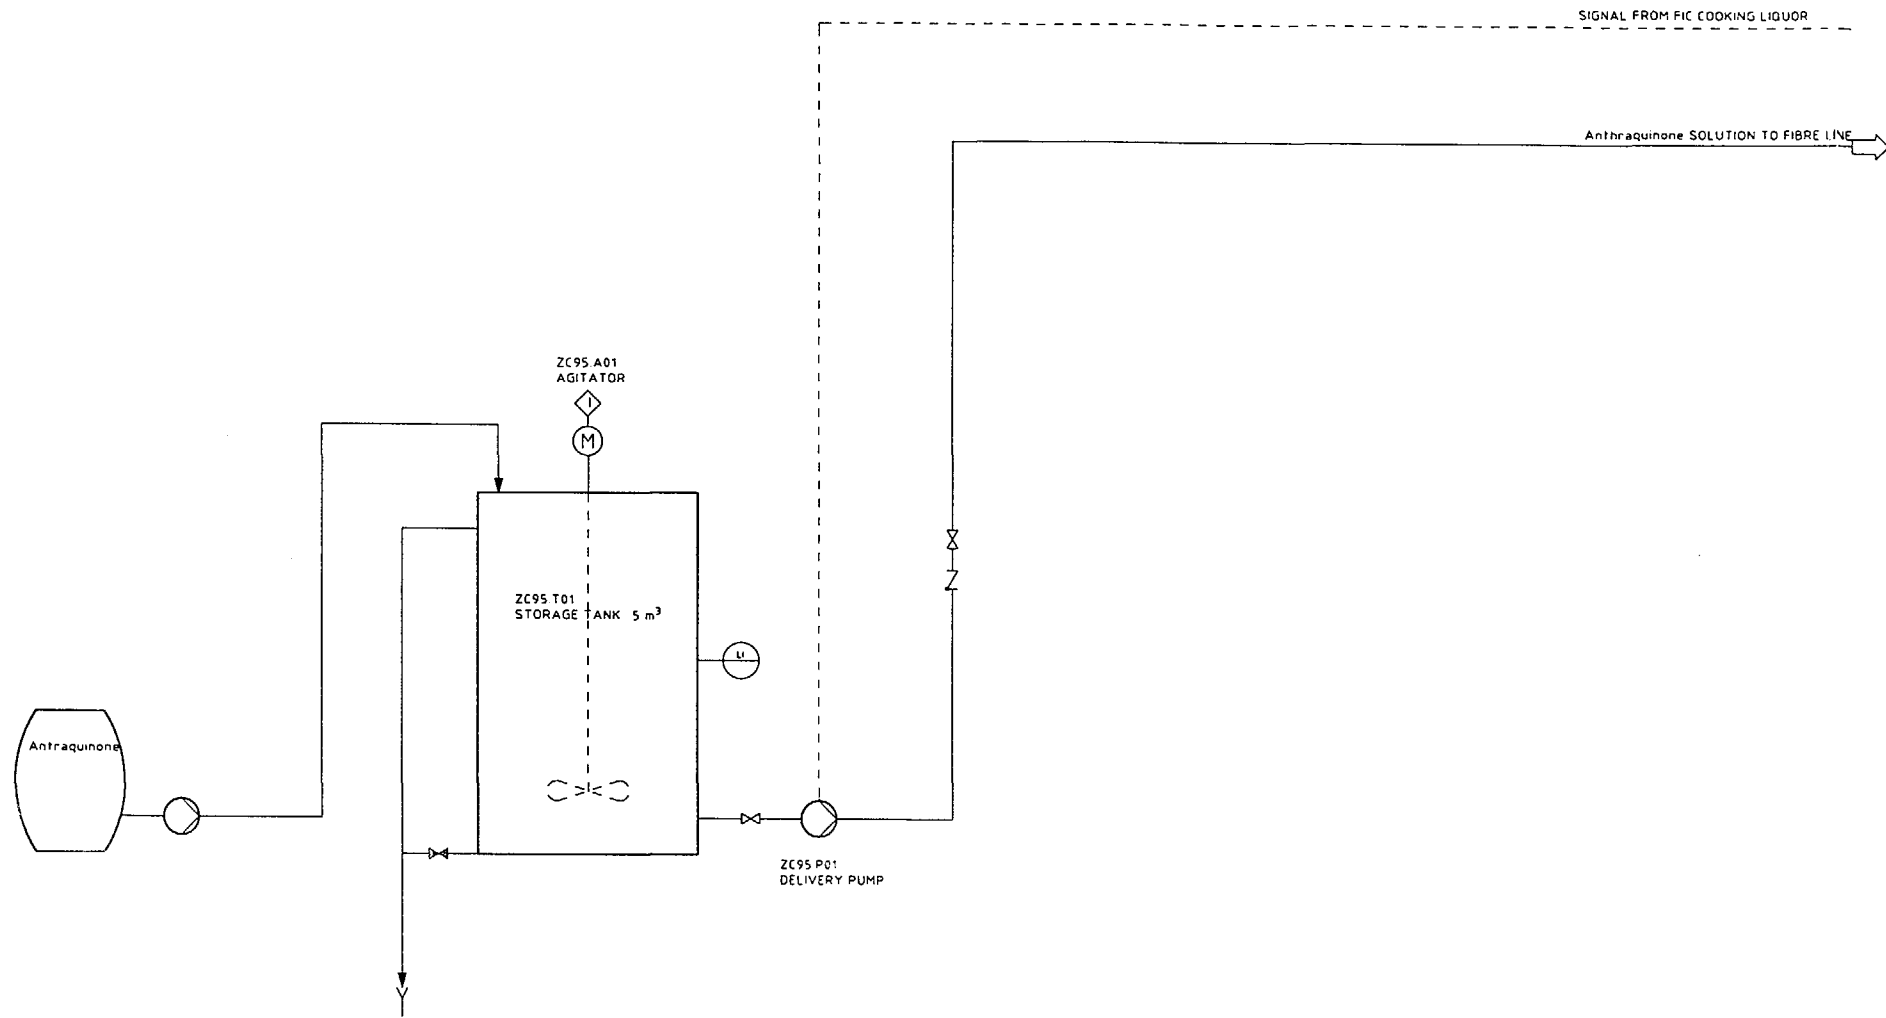 SIGNAL FROM FIC COOKING LIQUOR
Anthraquinone SOLUTION TO FIBRE LINE
ZC95.A01
AGITATOR
I
M
ZC95.T01
STORAGE TANK 5 m³
LI
Antraquinone
ZC95.P01
DELIVERY PUMP